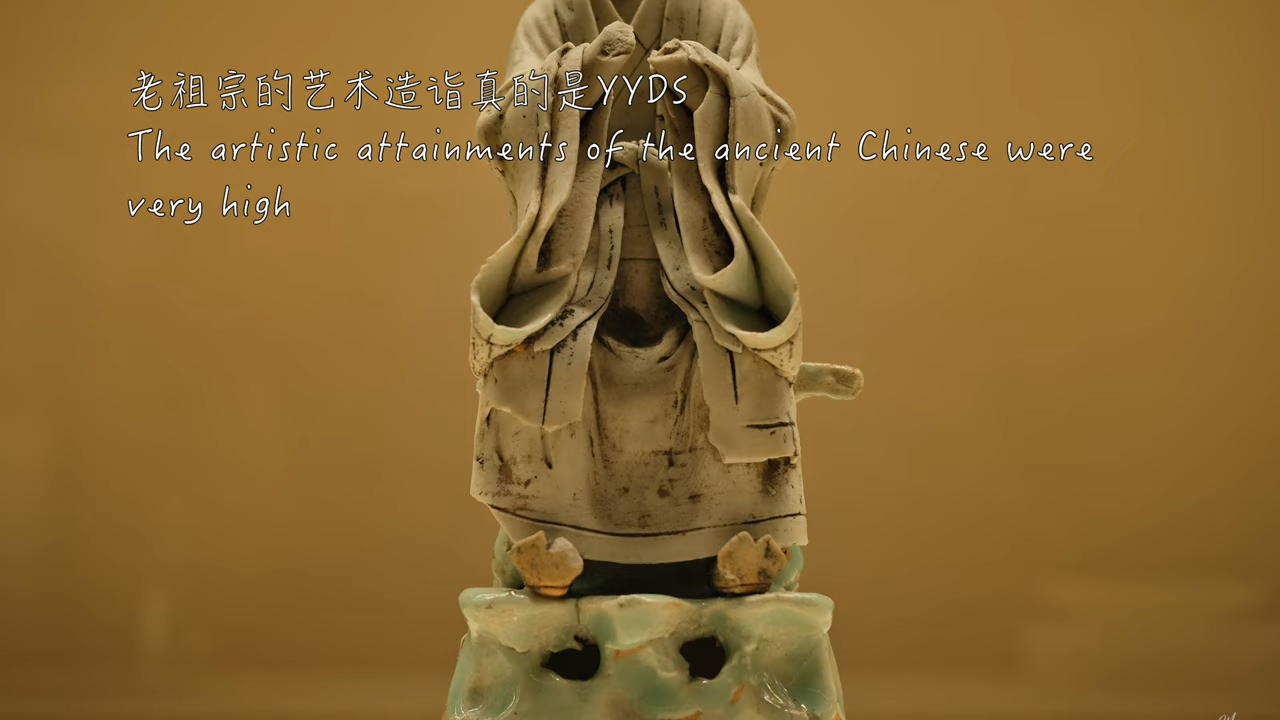 老祖宗的艺术造诣真的是YYDS
The artistic attainments of the ancient Chinese were
very high